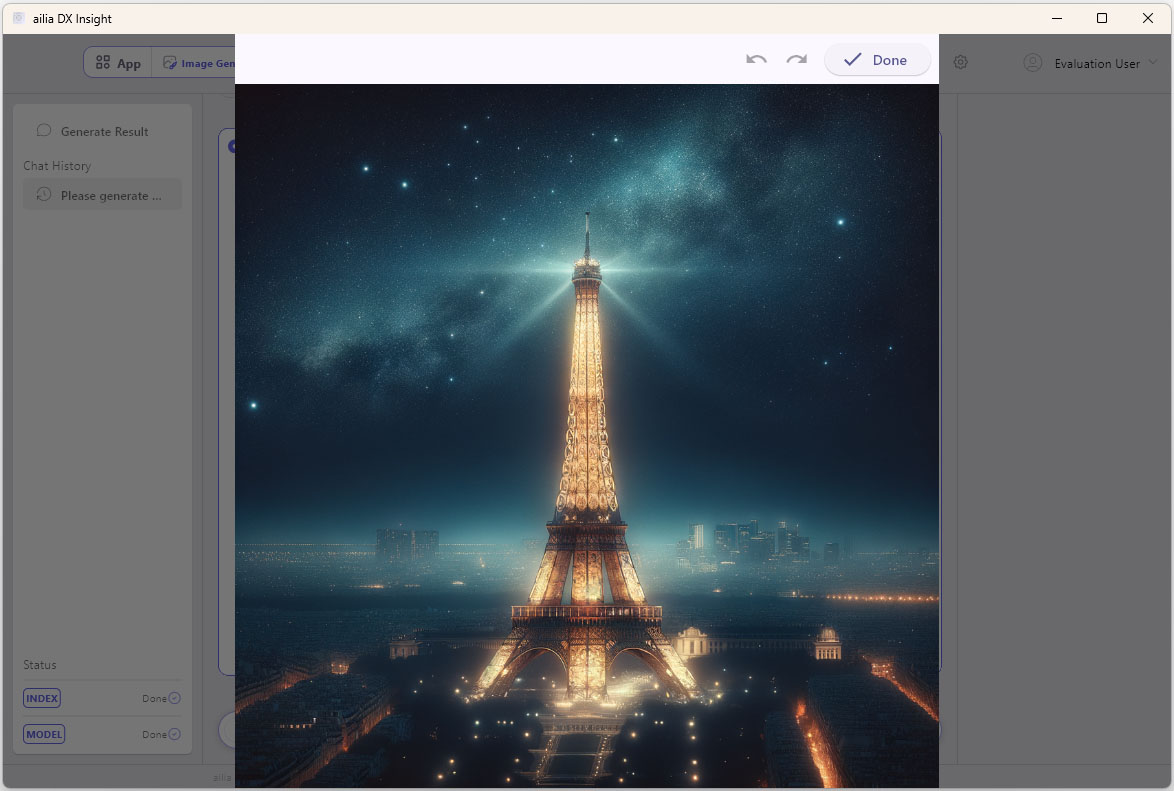 ailia DX Insight
App
Image Gen
Done
Evaluation User
Generate Result
Chat History
Please generate ...
Status
INDEX Done
MODEL Done
ailia